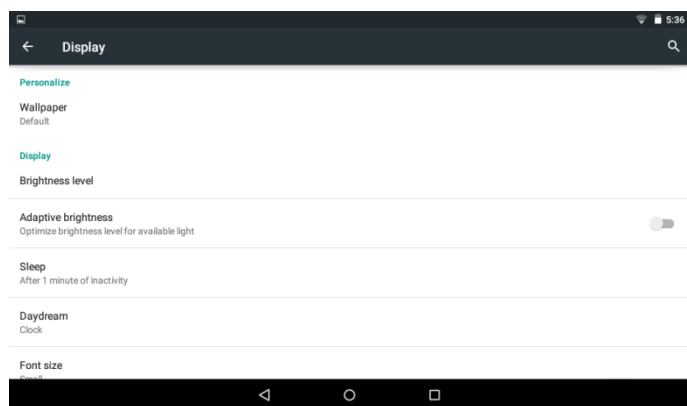 5:36
Display
Personalize
Wallpaper
Default
Display
Brightness level
Adaptive brightness
Optimize brightness level for available light
Sleep
After 1 minute of inactivity
Daydream
Clock
Font size
Small